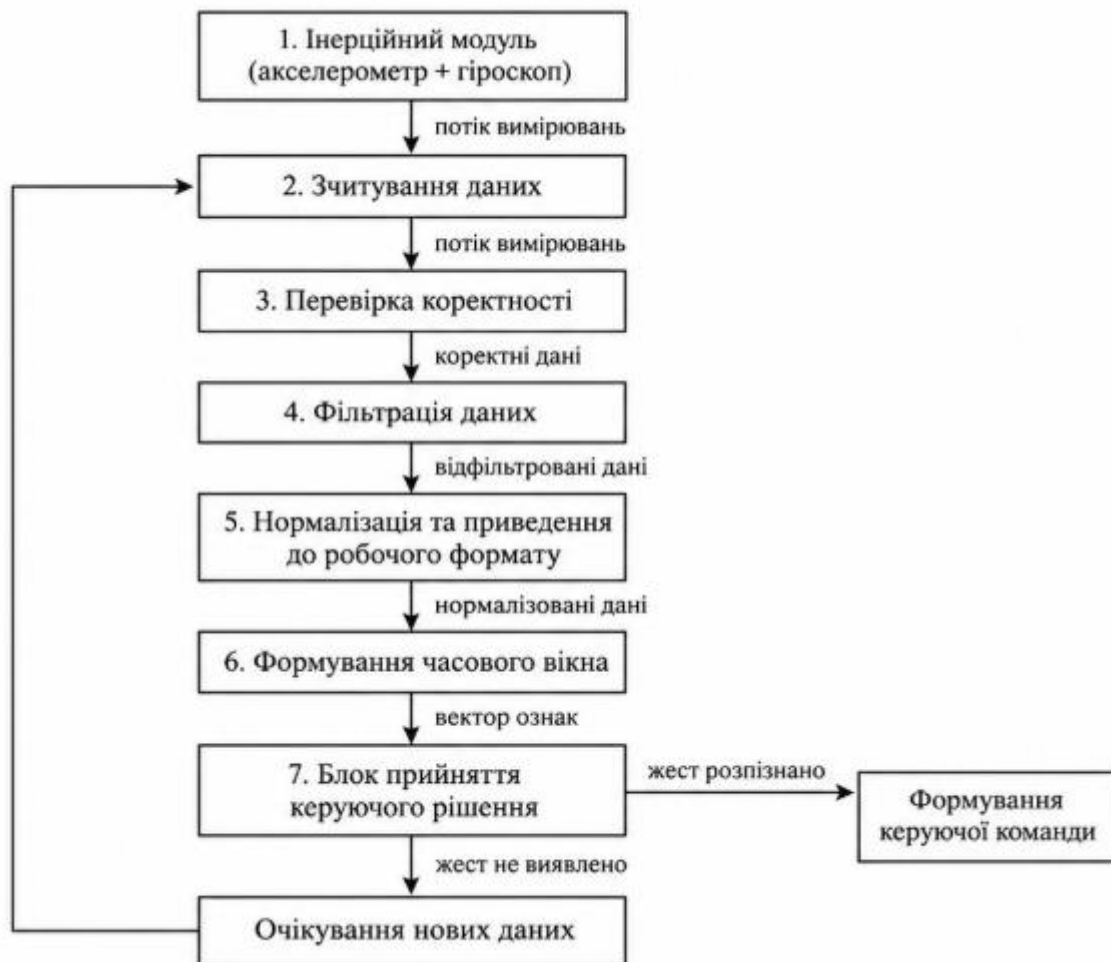 1. Інерційний модуль
(акселерометр + гіроскоп)
потік вимірювань
2. Зчитування даних
потік вимірювань
3. Перевірка коректності
коректні дані
4. Фільтрація даних
відфільтровані дані
5. Нормалізація та приведення
до робочого формату
нормалізовані дані
6. Формування часового вікна
вектор ознак
7. Блок прийняття
керуючого рішення
жест розпізнано
Формування
керуючої команди
жест не виявлено
Очікування нових даних